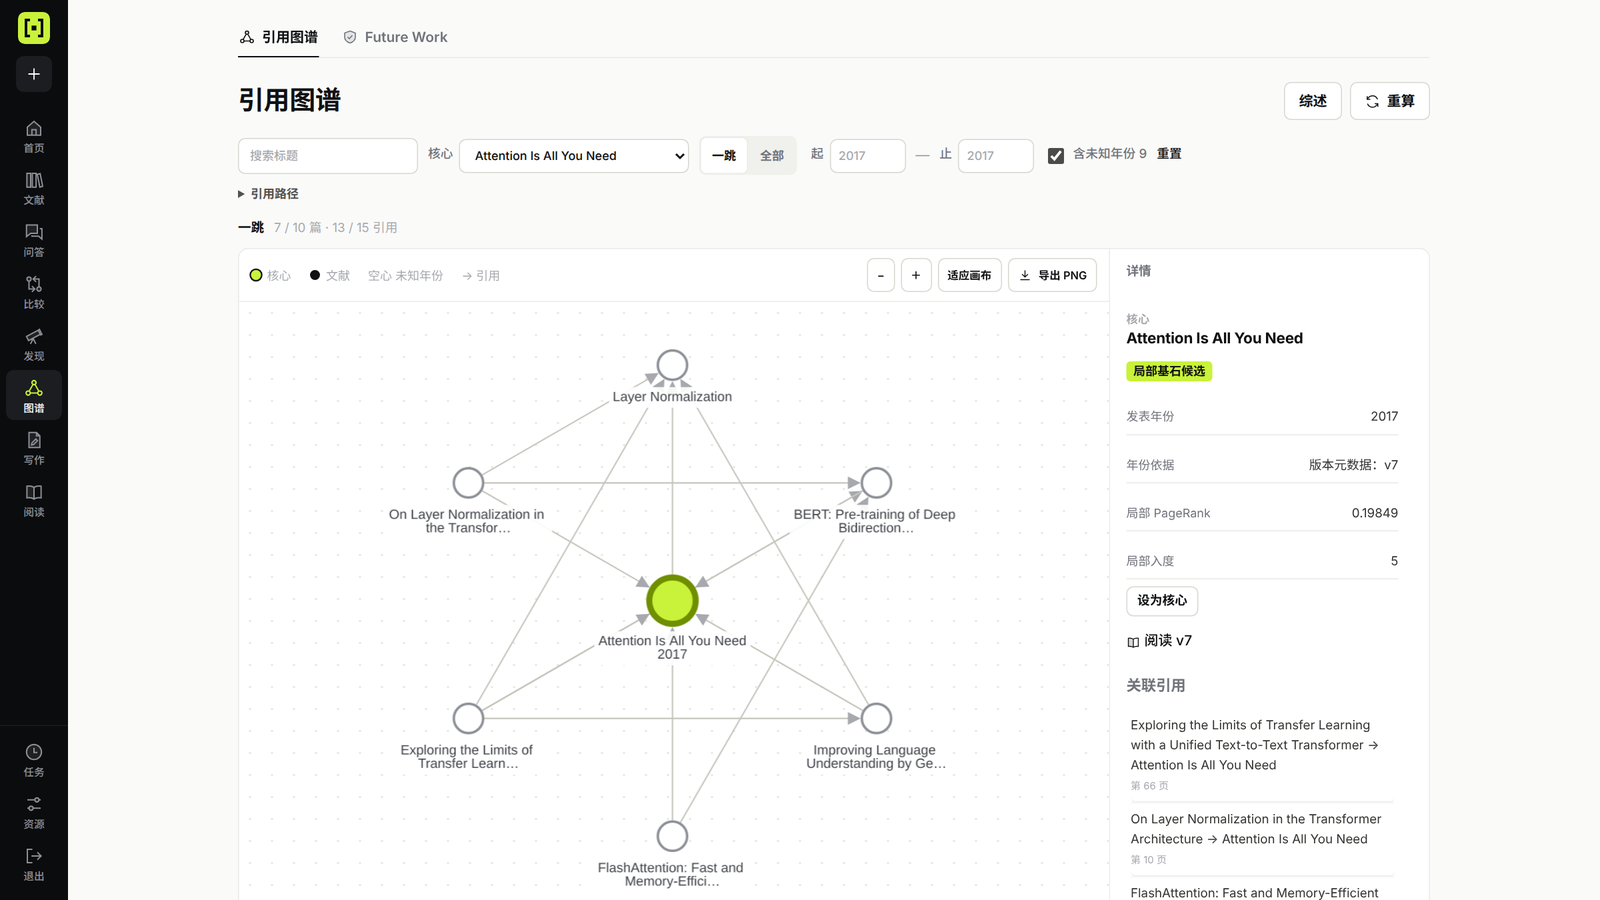 引用图谱 Future Work
引用图谱
综述 重算
搜索标题 核心 Attention Is All You Need 一跳 全部 起 2017 — 止 2017 含未知年份 9 重置
引用路径
一跳 7 / 10 篇 · 13 / 15 引用
核心 文献 空心 未知年份 → 引用
- + 适应画布 导出 PNG
Layer Normalization
On Layer Normalization in
the Transfor…
BERT: Pre-training of Deep
Bidirection…
Attention Is All You Need
2017
Exploring the Limits of
Transfer Learn…
Improving Language
Understanding by Ge…
FlashAttention: Fast and
Memory-Effici…
详情
核心
Attention Is All You Need
局部基石候选
发表年份 2017
年份依据 版本元数据：v7
局部 PageRank 0.19849
局部入度 5
设为核心
阅读 v7
关联引用
Exploring the Limits of Transfer Learning
with a Unified Text-to-Text Transformer →
Attention Is All You Need
第 66 页
On Layer Normalization in the Transformer
Architecture → Attention Is All You Need
第 10 页
FlashAttention: Fast and Memory-Efficient
首页
文献
问答
比较
发现
图谱
写作
阅读
任务
资源
退出